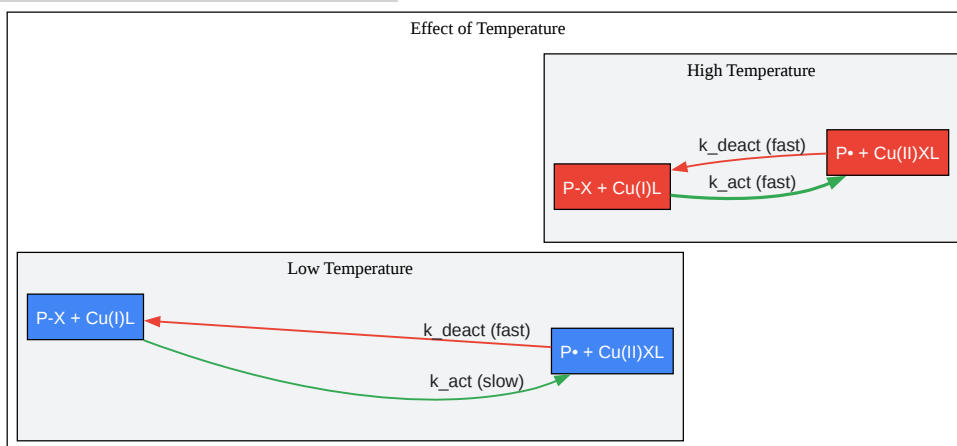 Effect of Temperature
High Temperature
k_deact (fast)
P• + Cu(II)XL
P-X + Cu(I)L
k_act (fast)
Low Temperature
P-X + Cu(I)L
k_deact (fast)
P• + Cu(II)XL
k_act (slow)